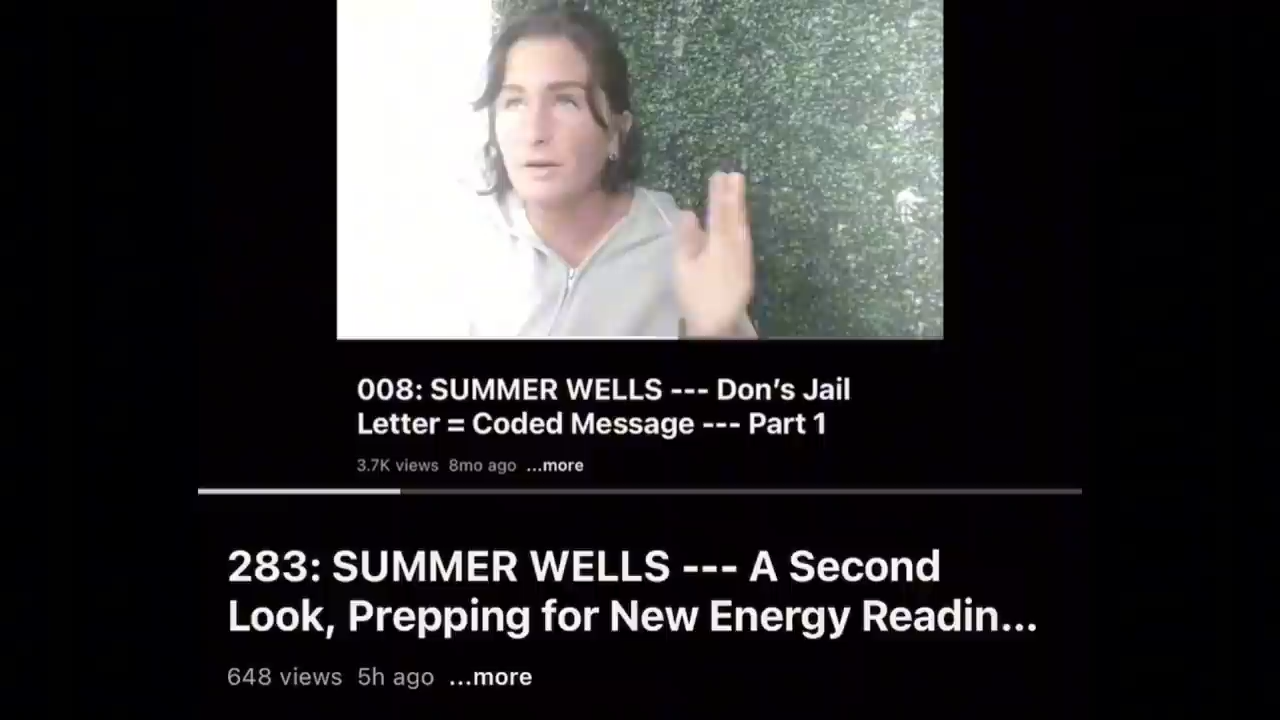 008: SUMMER WELLS --- Don’s Jail
Letter = Coded Message --- Part 1
3.7K views 8mo ago ...more
283: SUMMER WELLS --- A Second
Look, Prepping for New Energy Readin...
648 views 5h ago ...more